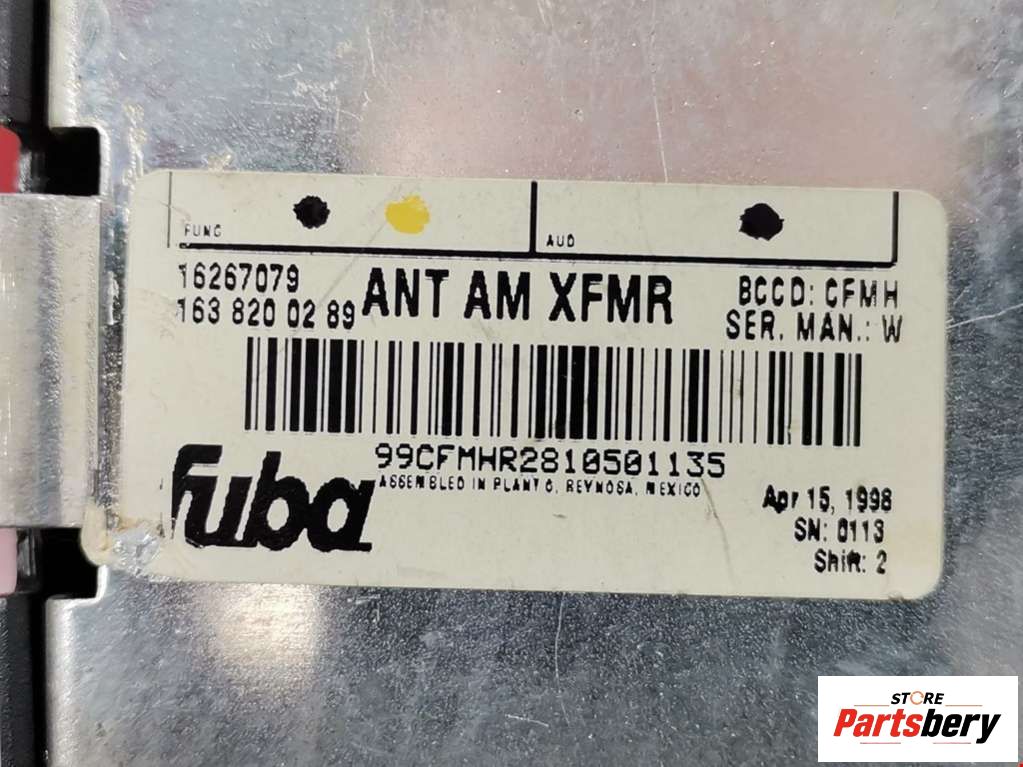 FUNC
AUD
16267079
163 820 02 89
ANT AM XFMR
BCCD: CFMH
SER. MAN.: W
99CFMHR2810501135
ASSEMBLED IN PLANT 6, REYNOSA, MEXICO
fuba
Apr 15, 1998
SN: 0113
Shift: 2
STORE
Partsbery